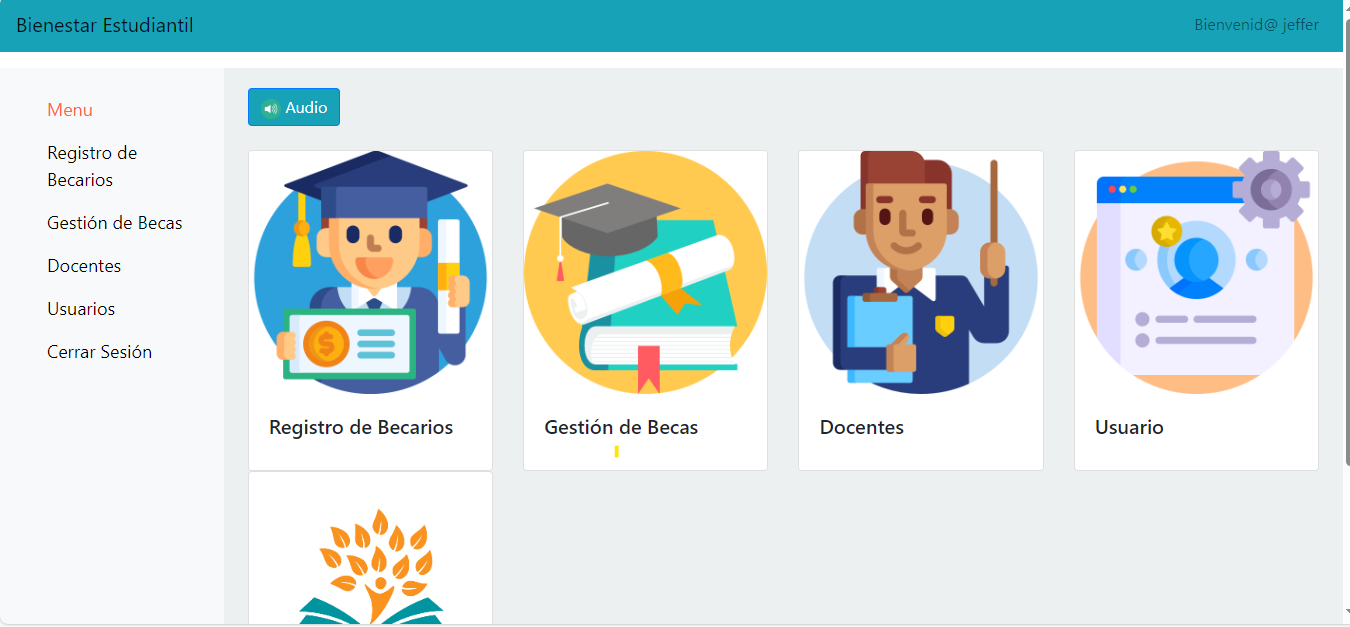 Bienestar Estudiantil
Bienvenid@ jeffer
Menu
Registro de
Becarios
Gestión de Becas
Docentes
Usuarios
Cerrar Sesión
Audio
Registro de Becarios
Gestión de Becas
Docentes
Usuario